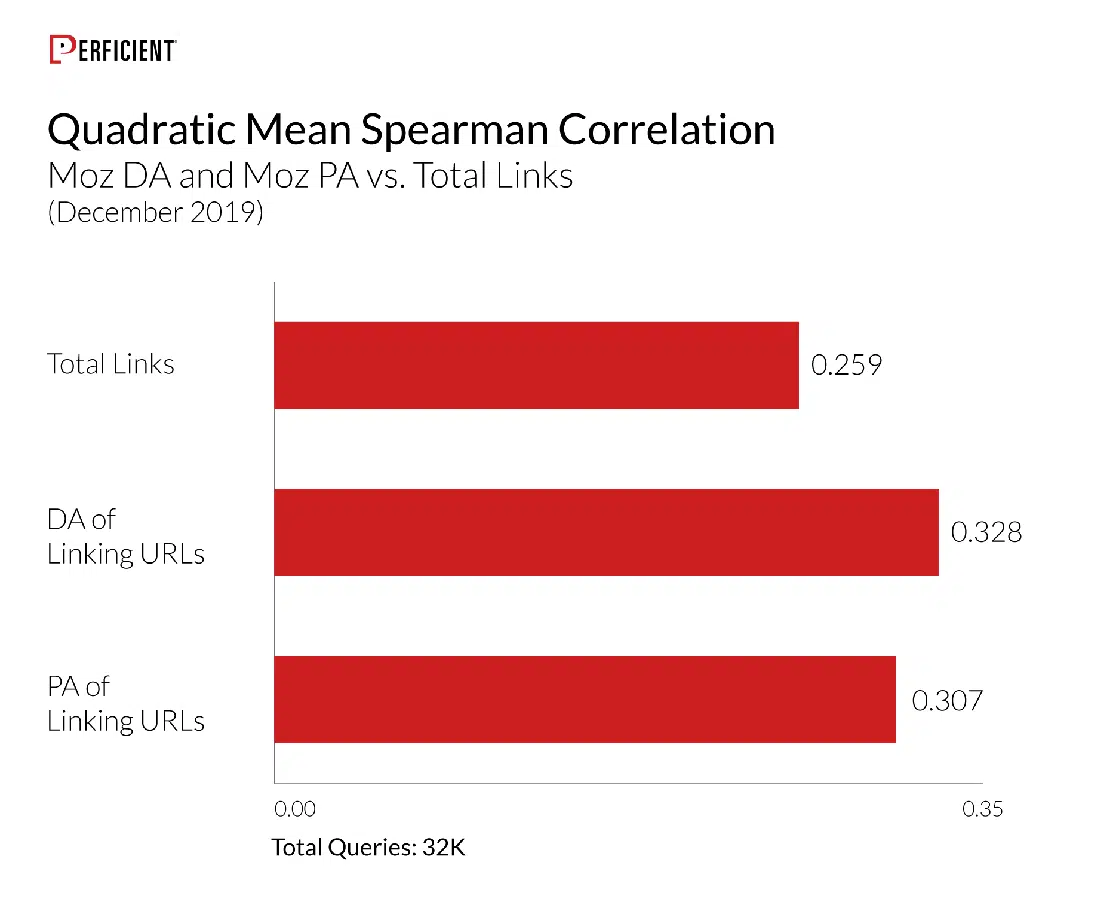 PERFICIENT
Quadratic Mean Spearman Correlation
Moz DA and Moz PA vs. Total Links
(December 2019)
Total Links
0.259
DA of
Linking URLs
0.328
PA of
Linking URLs
0.307
0.00
0.35
Total Queries: 32K